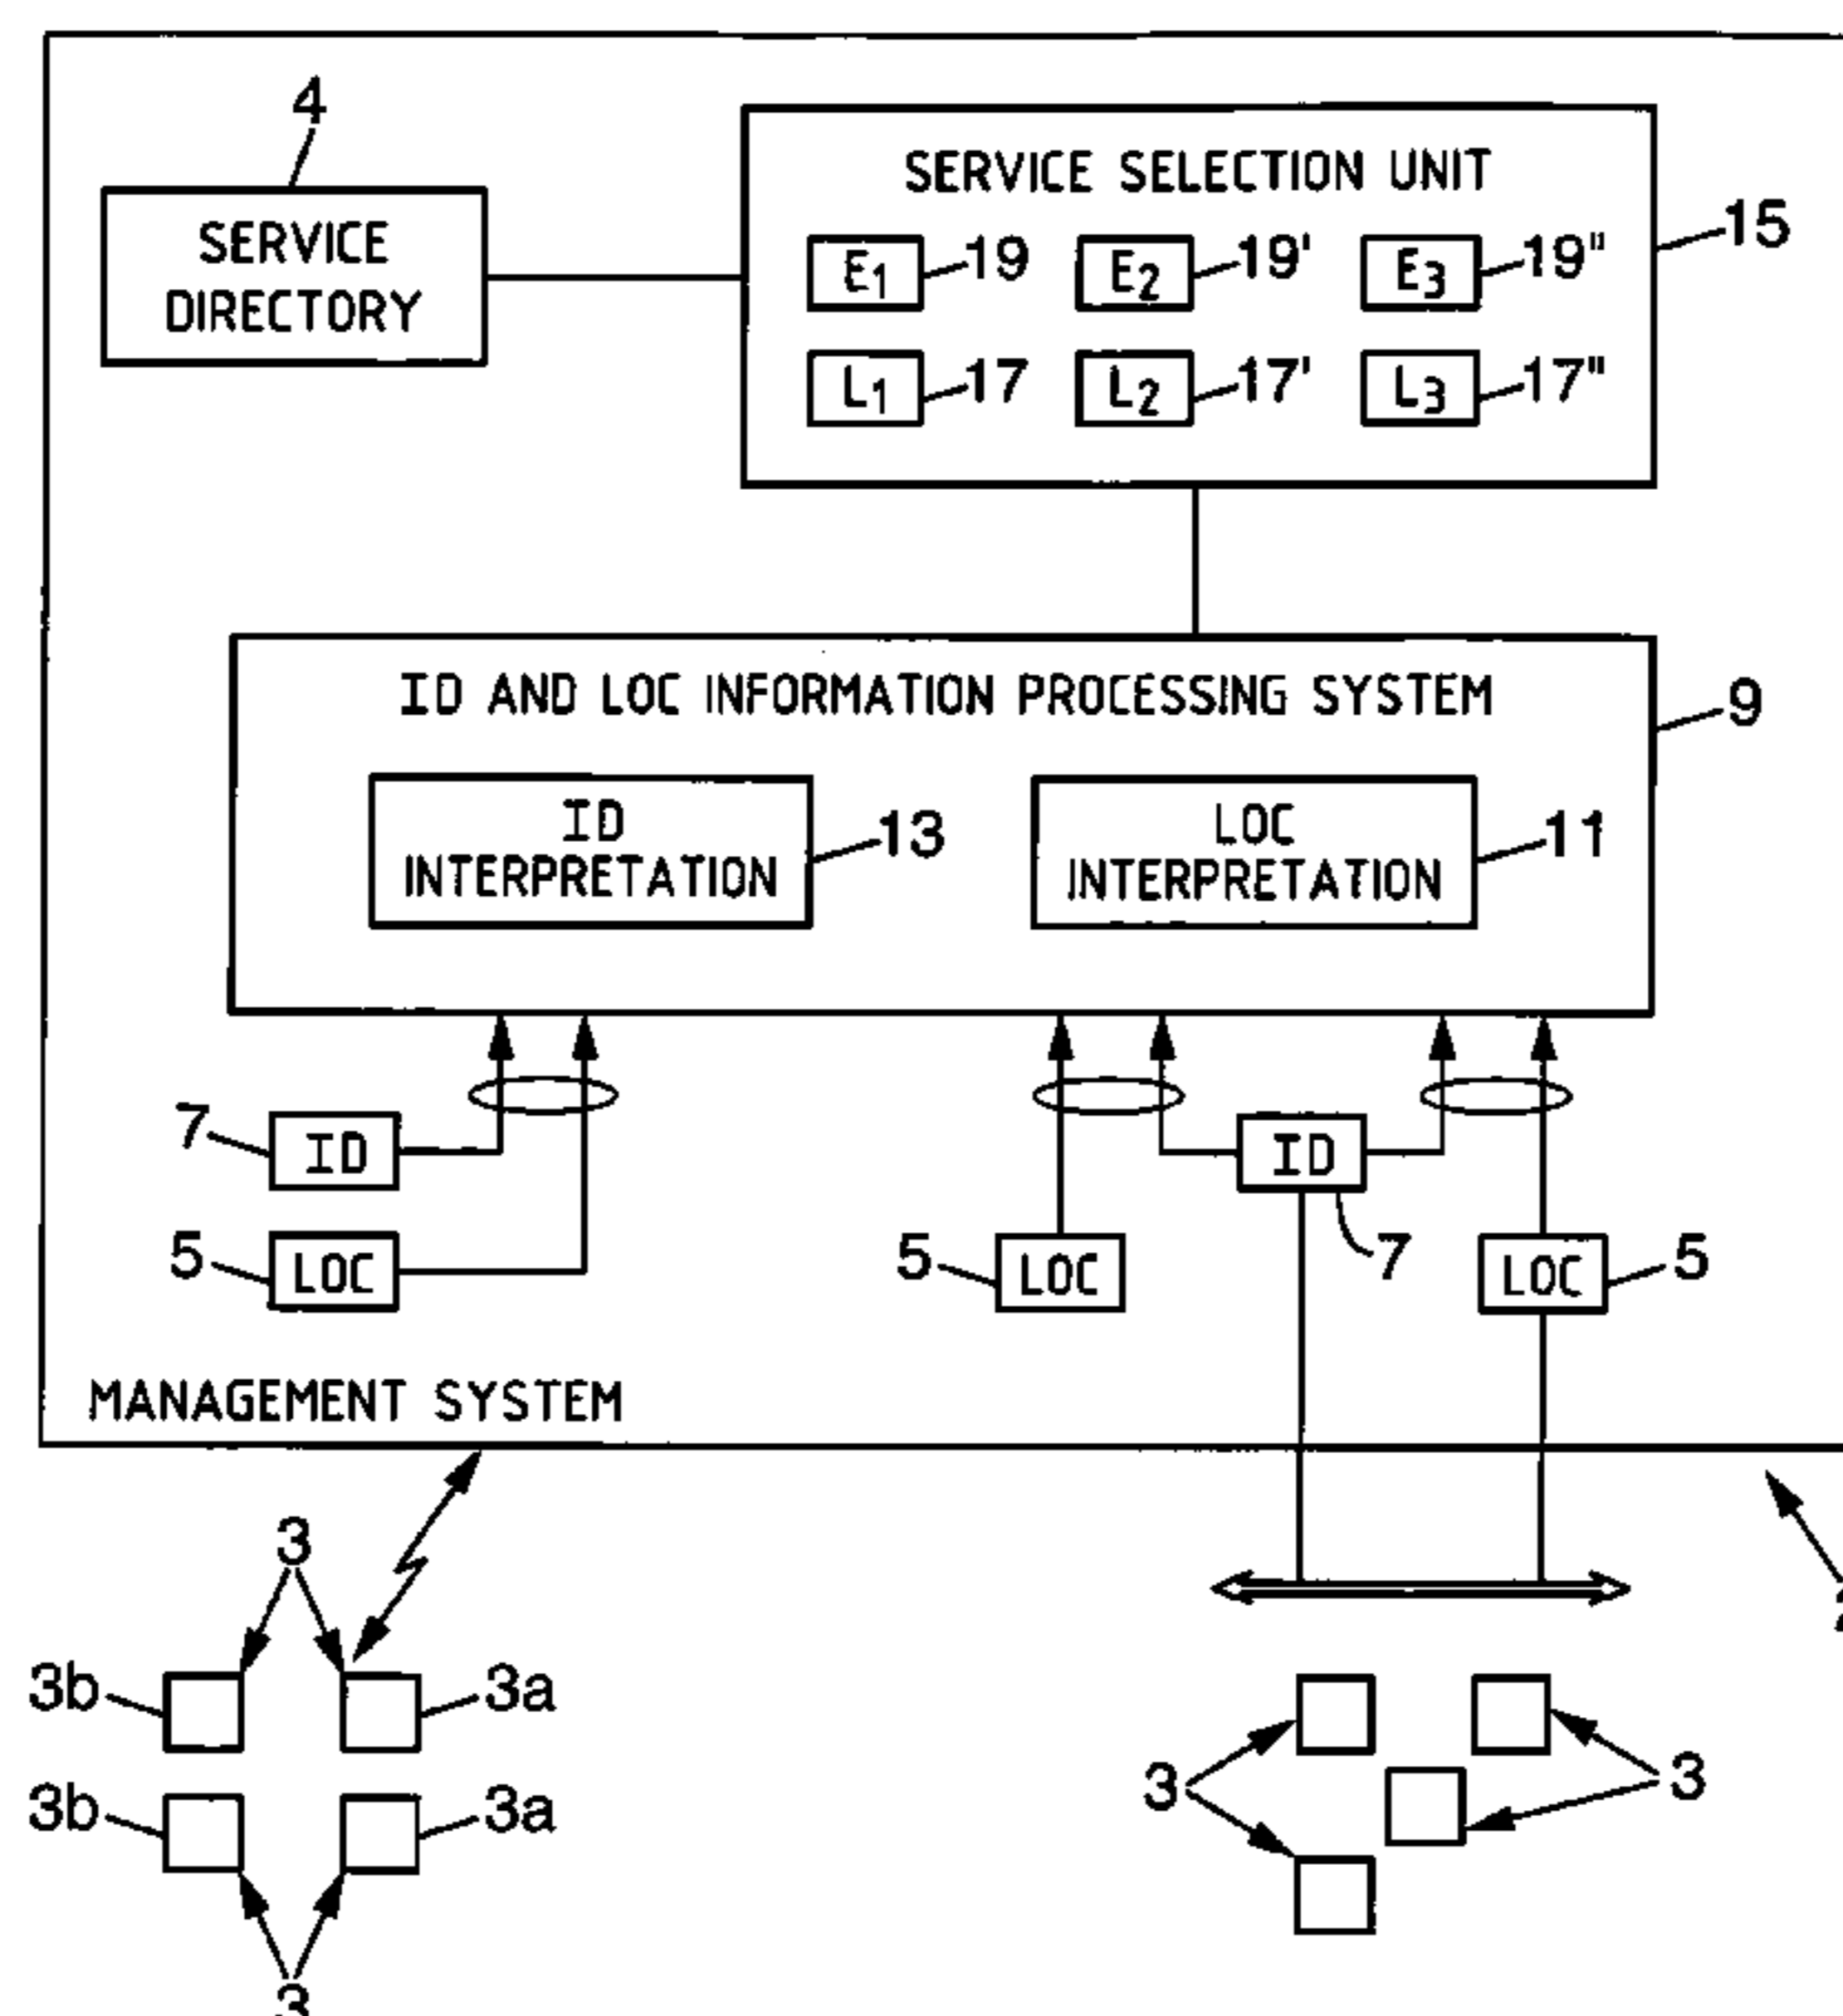 4
SERVICE SELECTION UNIT
SERVICE
DIRECTORY
15
E1 19 E2 19' E3 19"
L1 17 L2 17' L3 17"
ID AND LOC INFORMATION PROCESSING SYSTEM
9
ID
INTERPRETATION
13
LOC
INTERPRETATION
11
7 ID
ID
7
5 LOC
5 LOC
LOC 5
MANAGEMENT SYSTEM
3
3b 3a
3b 3a
3 3
3